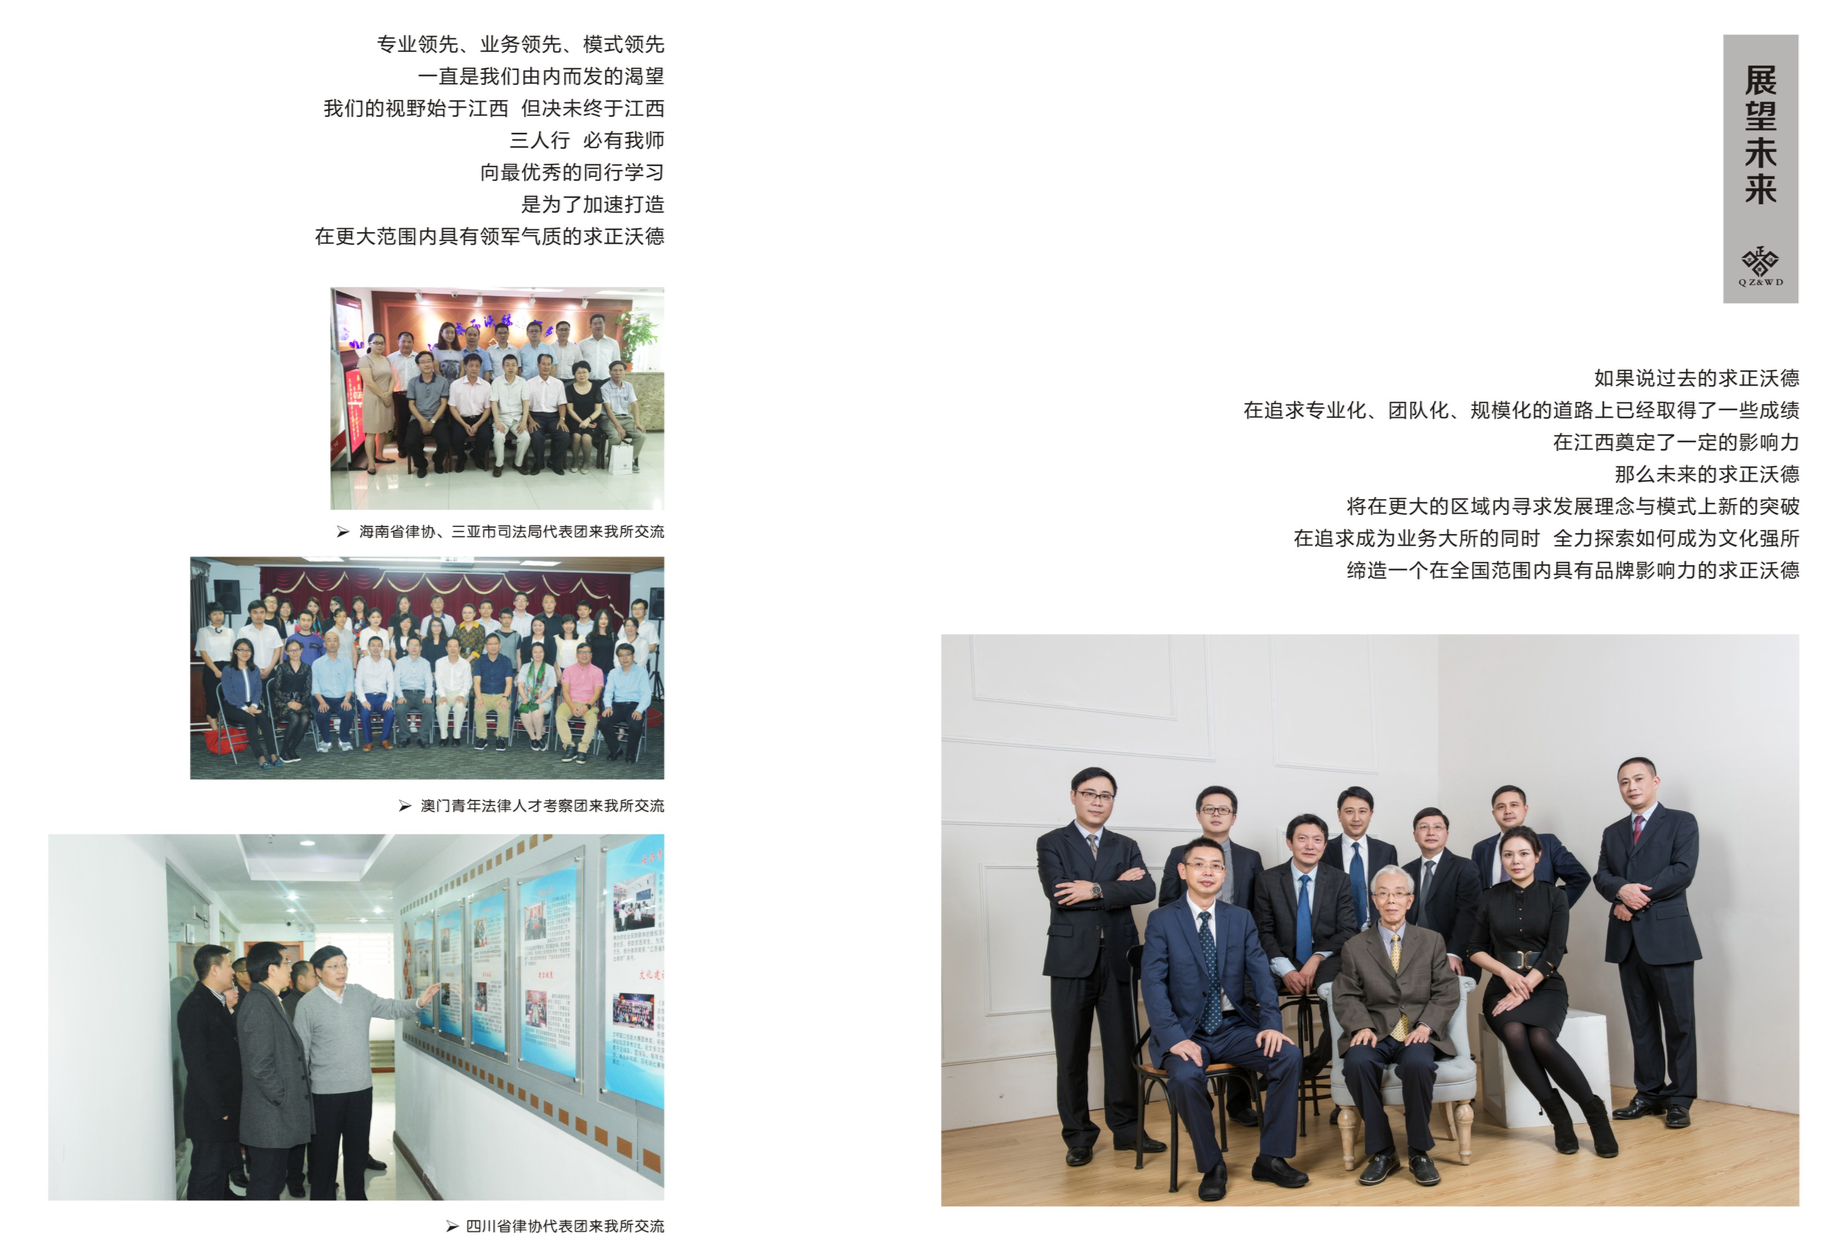 专业领先、业务领先、模式领先
一直是我们由内而发的渴望
我们的视野始于江西 但决未终于江西
三人行 必有我师
向最优秀的同行学习
是为了加速打造
在更大范围内具有领军气质的求正沃德
➢ 海南省律协、三亚市司法局代表团来我所交流
➢ 澳门青年法律人才考察团来我所交流
➢ 四川省律协代表团来我所交流
展望未来
正
QZ&WD
如果说过去的求正沃德
在追求专业化、团队化、规模化的道路上已经取得了一些成绩
在江西奠定了一定的影响力
那么未来的求正沃德
将在更大的区域内寻求发展理念与模式上新的突破
在追求成为业务大所的同时 全力探索如何成为文化强所
缔造一个在全国范围内具有品牌影响力的求正沃德